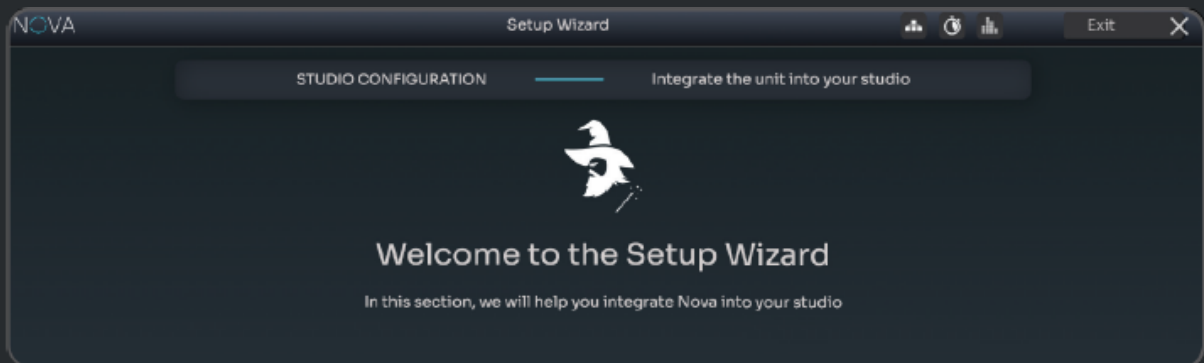 NOVA
Setup Wizard
Exit
STUDIO CONFIGURATION
Integrate the unit into your studio
Welcome to the Setup Wizard
In this section, we will help you integrate Nova into your studio